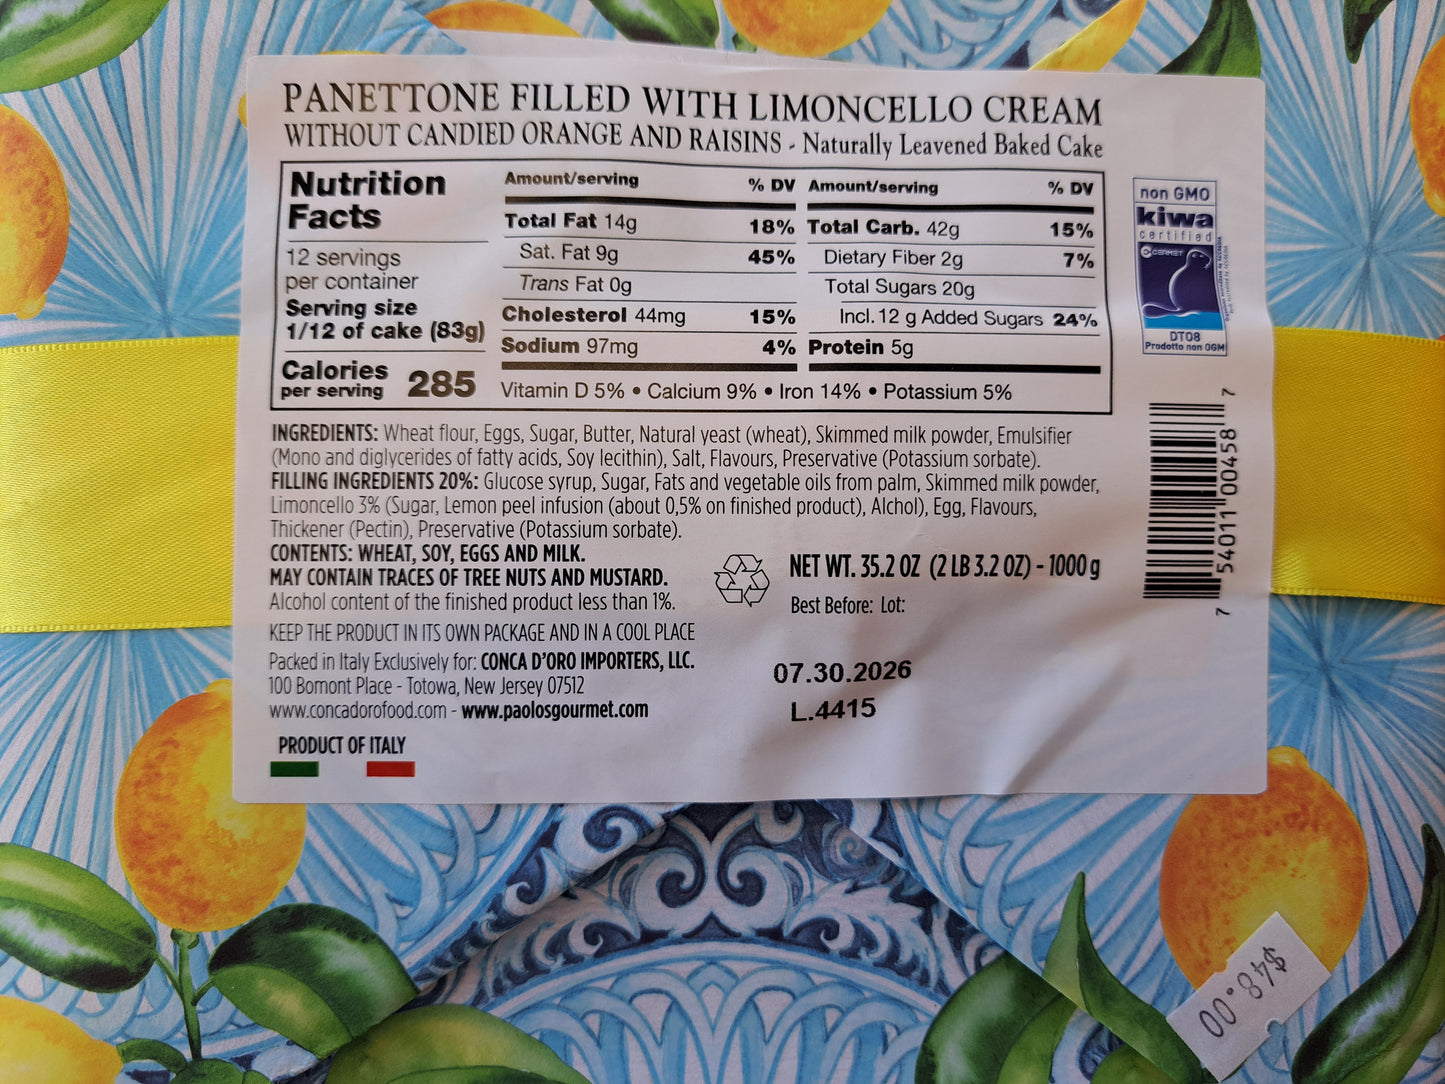 PANETTONE FILLED WITH LIMONCELLO CREAM
WITHOUT CANDIED ORANGE AND RAISINS - Naturally Leavened Baked Cake
Nutrition
Facts
12 servings
per container
Serving size
1/12 of cake (83g)
Calories
per serving 285
Amount/serving % DV
Total Fat 14g 18%
Sat. Fat 9g 45%
Trans Fat 0g
Cholesterol 44mg 15%
Sodium 97mg 4%
Amount/serving % DV
Total Carb. 42g 15%
Dietary Fiber 2g 7%
Total Sugars 20g
Incl. 12 g Added Sugars 24%
Protein 5g
Vitamin D 5% • Calcium 9% • Iron 14% • Potassium 5%
non GMO
kiwa
certified
CERMET
DT08
Prodotto non OGM
INGREDIENTS: Wheat flour, Eggs, Sugar, Butter, Natural yeast (wheat), Skimmed milk powder, Emulsifier
(Mono and diglycerides of fatty acids, Soy lecithin), Salt, Flavours, Preservative (Potassium sorbate).
FILLING INGREDIENTS 20%: Glucose syrup, Sugar, Fats and vegetable oils from palm, Skimmed milk powder,
Limoncello 3% (Sugar, Lemon peel infusion (about 0,5% on finished product), Alchol), Egg, Flavours,
Thickener (Pectin), Preservative (Potassium sorbate).
CONTENTS: WHEAT, SOY, EGGS AND MILK.
MAY CONTAIN TRACES OF TREE NUTS AND MUSTARD.
Alcohol content of the finished product less than 1%.
KEEP THE PRODUCT IN ITS OWN PACKAGE AND IN A COOL PLACE
Packed in Italy Exclusively for: CONCA D'ORO IMPORTERS, LLC.
100 Bomont Place - Totowa, New Jersey 07512
www.concadorofood.com - www.paolosgourmet.com
PRODUCT OF ITALY
NET WT. 35.2 OZ (2 LB 3.2 OZ) - 1000 g
Best Before: Lot:
07.30.2026
L.4415
7 54011 00458 7
$48.00